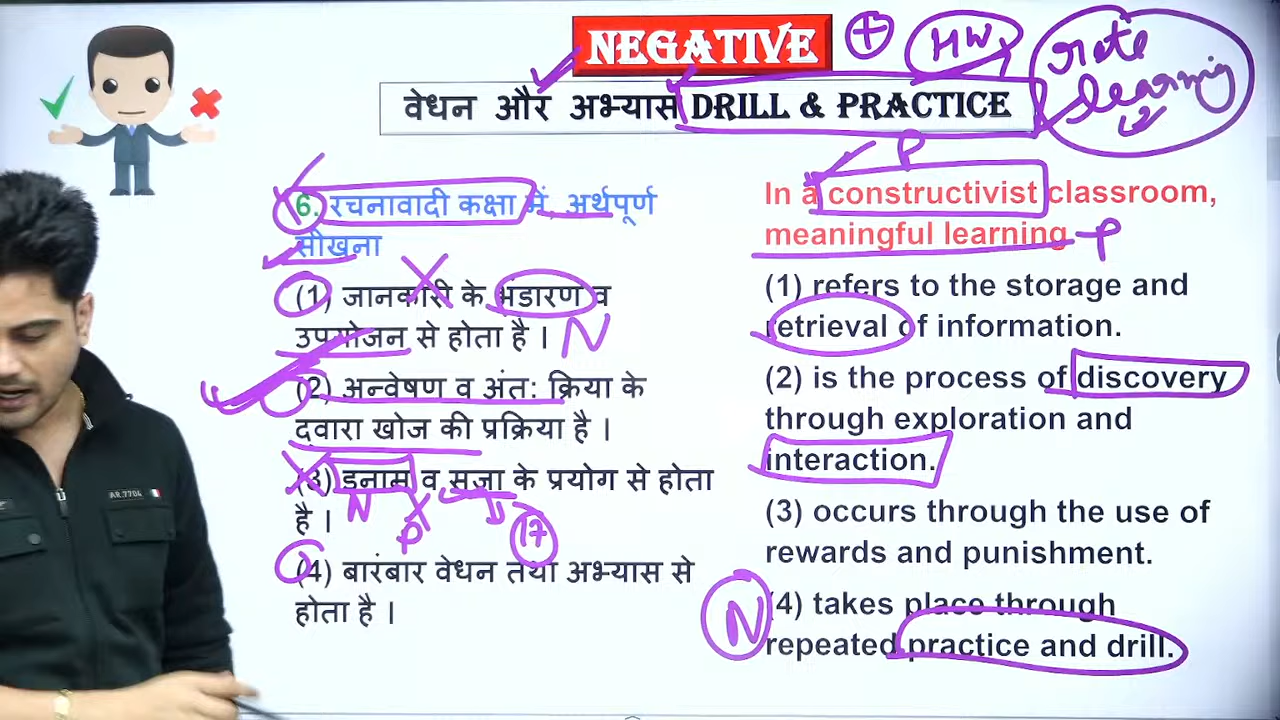 NEGATIVE
+
HW
rote
learning
वेधन और अभ्यास DRILL & PRACTICE
P
6. रचनावादी कक्षा में, अर्थपूर्ण
सीखना
(1) जानकारी के भंडारण व
उपयोजन से होता है ।
N
(2) अन्वेषण व अंत: क्रिया के
द्वारा खोज की प्रक्रिया है ।
(3) इनाम व सजा के प्रयोग से होता
है ।
N
P
17
(4) बारंबार वेधन तथा अभ्यास से
होता है ।
In a constructivist classroom,
meaningful learning
P
(1) refers to the storage and
retrieval of information.
(2) is the process of discovery
through exploration and
interaction.
(3) occurs through the use of
rewards and punishment.
(4) takes place through
repeated practice and drill.
N
AR.7704